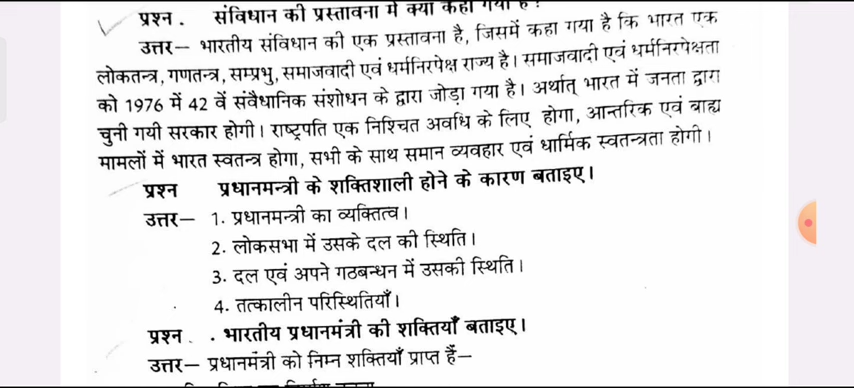 प्रश्न . संविधान की प्रस्तावना में क्या कहा गया है ?
उत्तर— भारतीय संविधान की एक प्रस्तावना है, जिसमें कहा गया है कि भारत एक
लोकतन्त्र, गणतन्त्र, सम्प्रभु, समाजवादी एवं धर्मनिरपेक्ष राज्य है। समाजवादी एवं धर्मनिरपेक्षता
को 1976 में 42 वें संवैधानिक संशोधन के द्वारा जोड़ा गया है। अर्थात् भारत में जनता द्वारा
चुनी गयी सरकार होगी। राष्ट्रपति एक निश्चित अवधि के लिए होगा, आन्तरिक एवं बाह्य
मामलों में भारत स्वतन्त्र होगा, सभी के साथ समान व्यवहार एवं धार्मिक स्वतन्त्रता होगी।
प्रश्न प्रधानमन्त्री के शक्तिशाली होने के कारण बताइए।
उत्तर— 1. प्रधानमन्त्री का व्यक्तित्व।
2. लोकसभा में उसके दल की स्थिति।
3. दल एवं अपने गठबन्धन में उसकी स्थिति।
4. तत्कालीन परिस्थितियाँ।
प्रश्न . . भारतीय प्रधानमंत्री की शक्तियाँ बताइए।
उत्तर— प्रधानमंत्री को निम्न शक्तियाँ प्राप्त हैं—